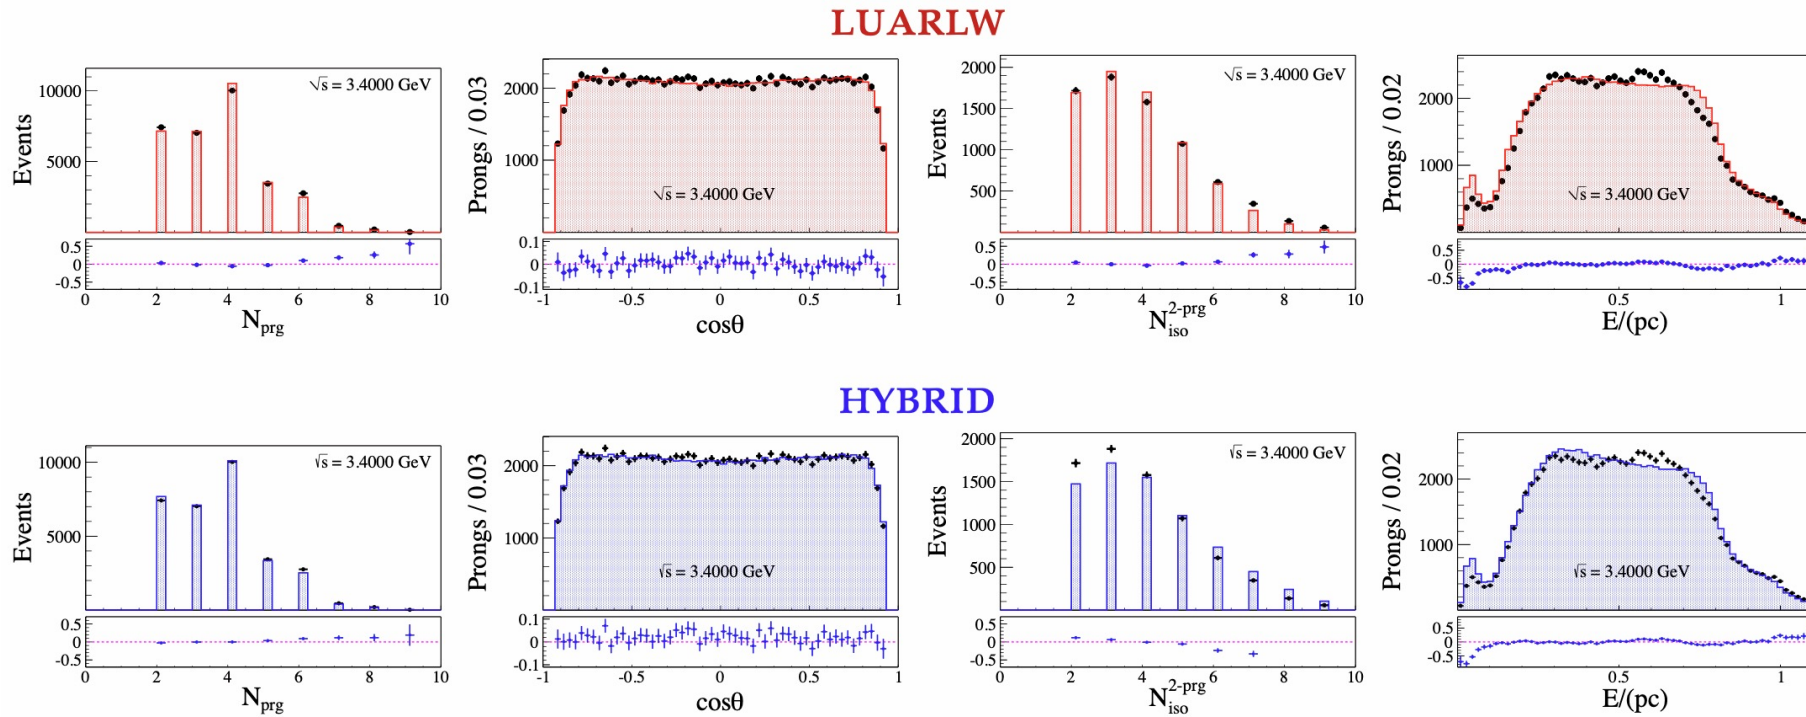 LUARLW
Events
10000
5000
√s = 3.4000 GeV
0.5
0
-0.5
0 2 4 6 8 10
N_prg
Prongs / 0.03
2000
1000
√s = 3.4000 GeV
0.1
0
-0.1
-1 -0.5 0 0.5 1
cosθ
Events
2000
1500
1000
500
√s = 3.4000 GeV
0.5
0
-0.5
0 2 4 6 8 10
N_iso^2-prg
Prongs / 0.02
2000
1000
√s = 3.4000 GeV
0.5
0
-0.5
0.5 1
E/(pc)
HYBRID
Events
10000
5000
√s = 3.4000 GeV
0.5
0
-0.5
0 2 4 6 8 10
N_prg
Prongs / 0.03
2000
1000
√s = 3.4000 GeV
0.1
0
-0.1
-1 -0.5 0 0.5 1
cosθ
Events
2000
1500
1000
500
√s = 3.4000 GeV
0.5
0
-0.5
0 2 4 6 8 10
N_iso^2-prg
Prongs / 0.02
2000
1000
√s = 3.4000 GeV
0.5
0
-0.5
0.5 1
E/(pc)